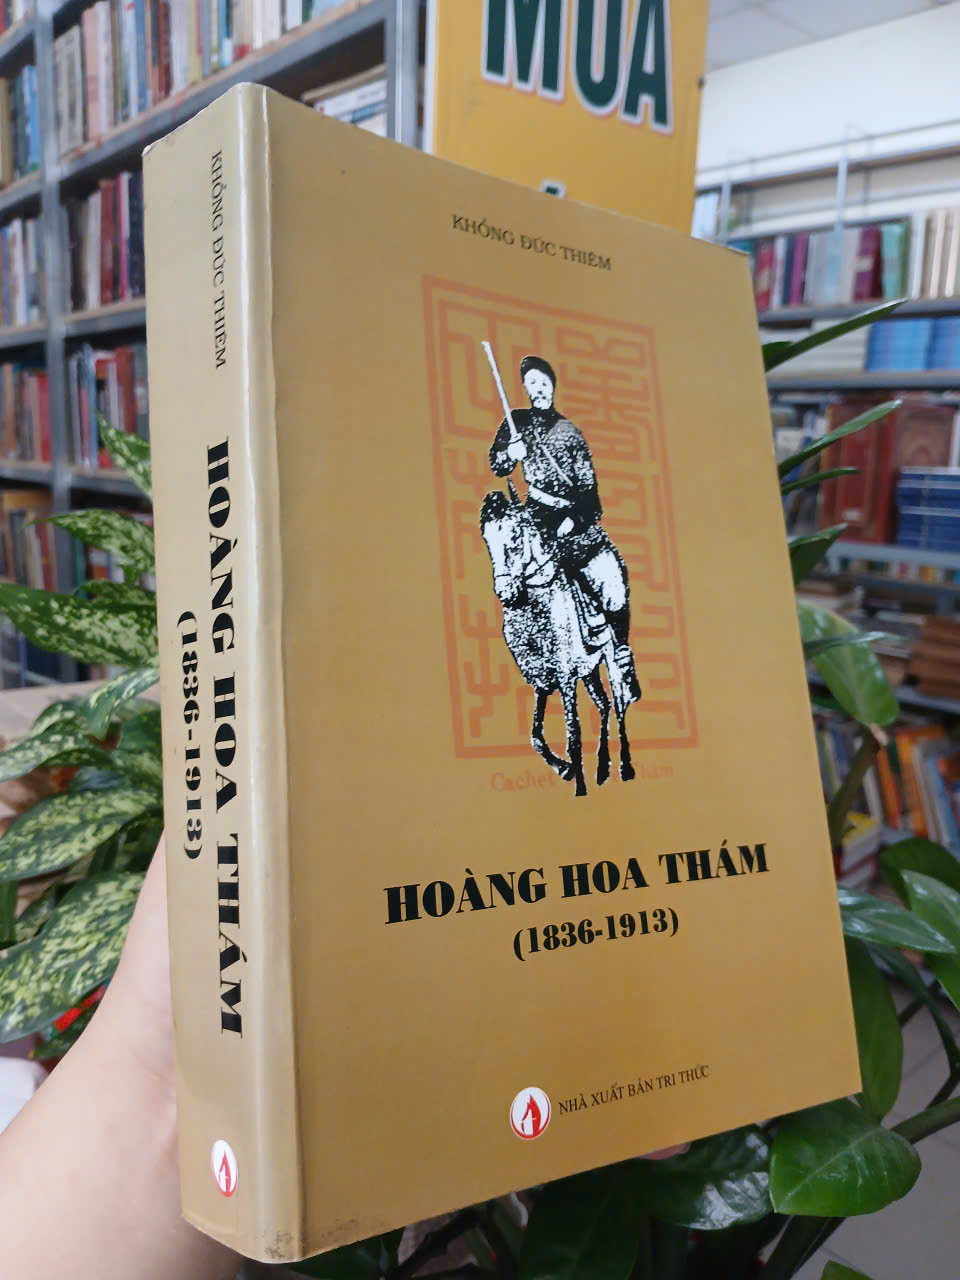 MUA
KHỔNG ĐỨC THIÊM
HOÀNG HOA THÁM
(1836-1913)
KHỔNG ĐỨC THIÊM
Cachet
HOÀNG HOA THÁM
(1836-1913)
NHÀ XUẤT BẢN TRI THỨC